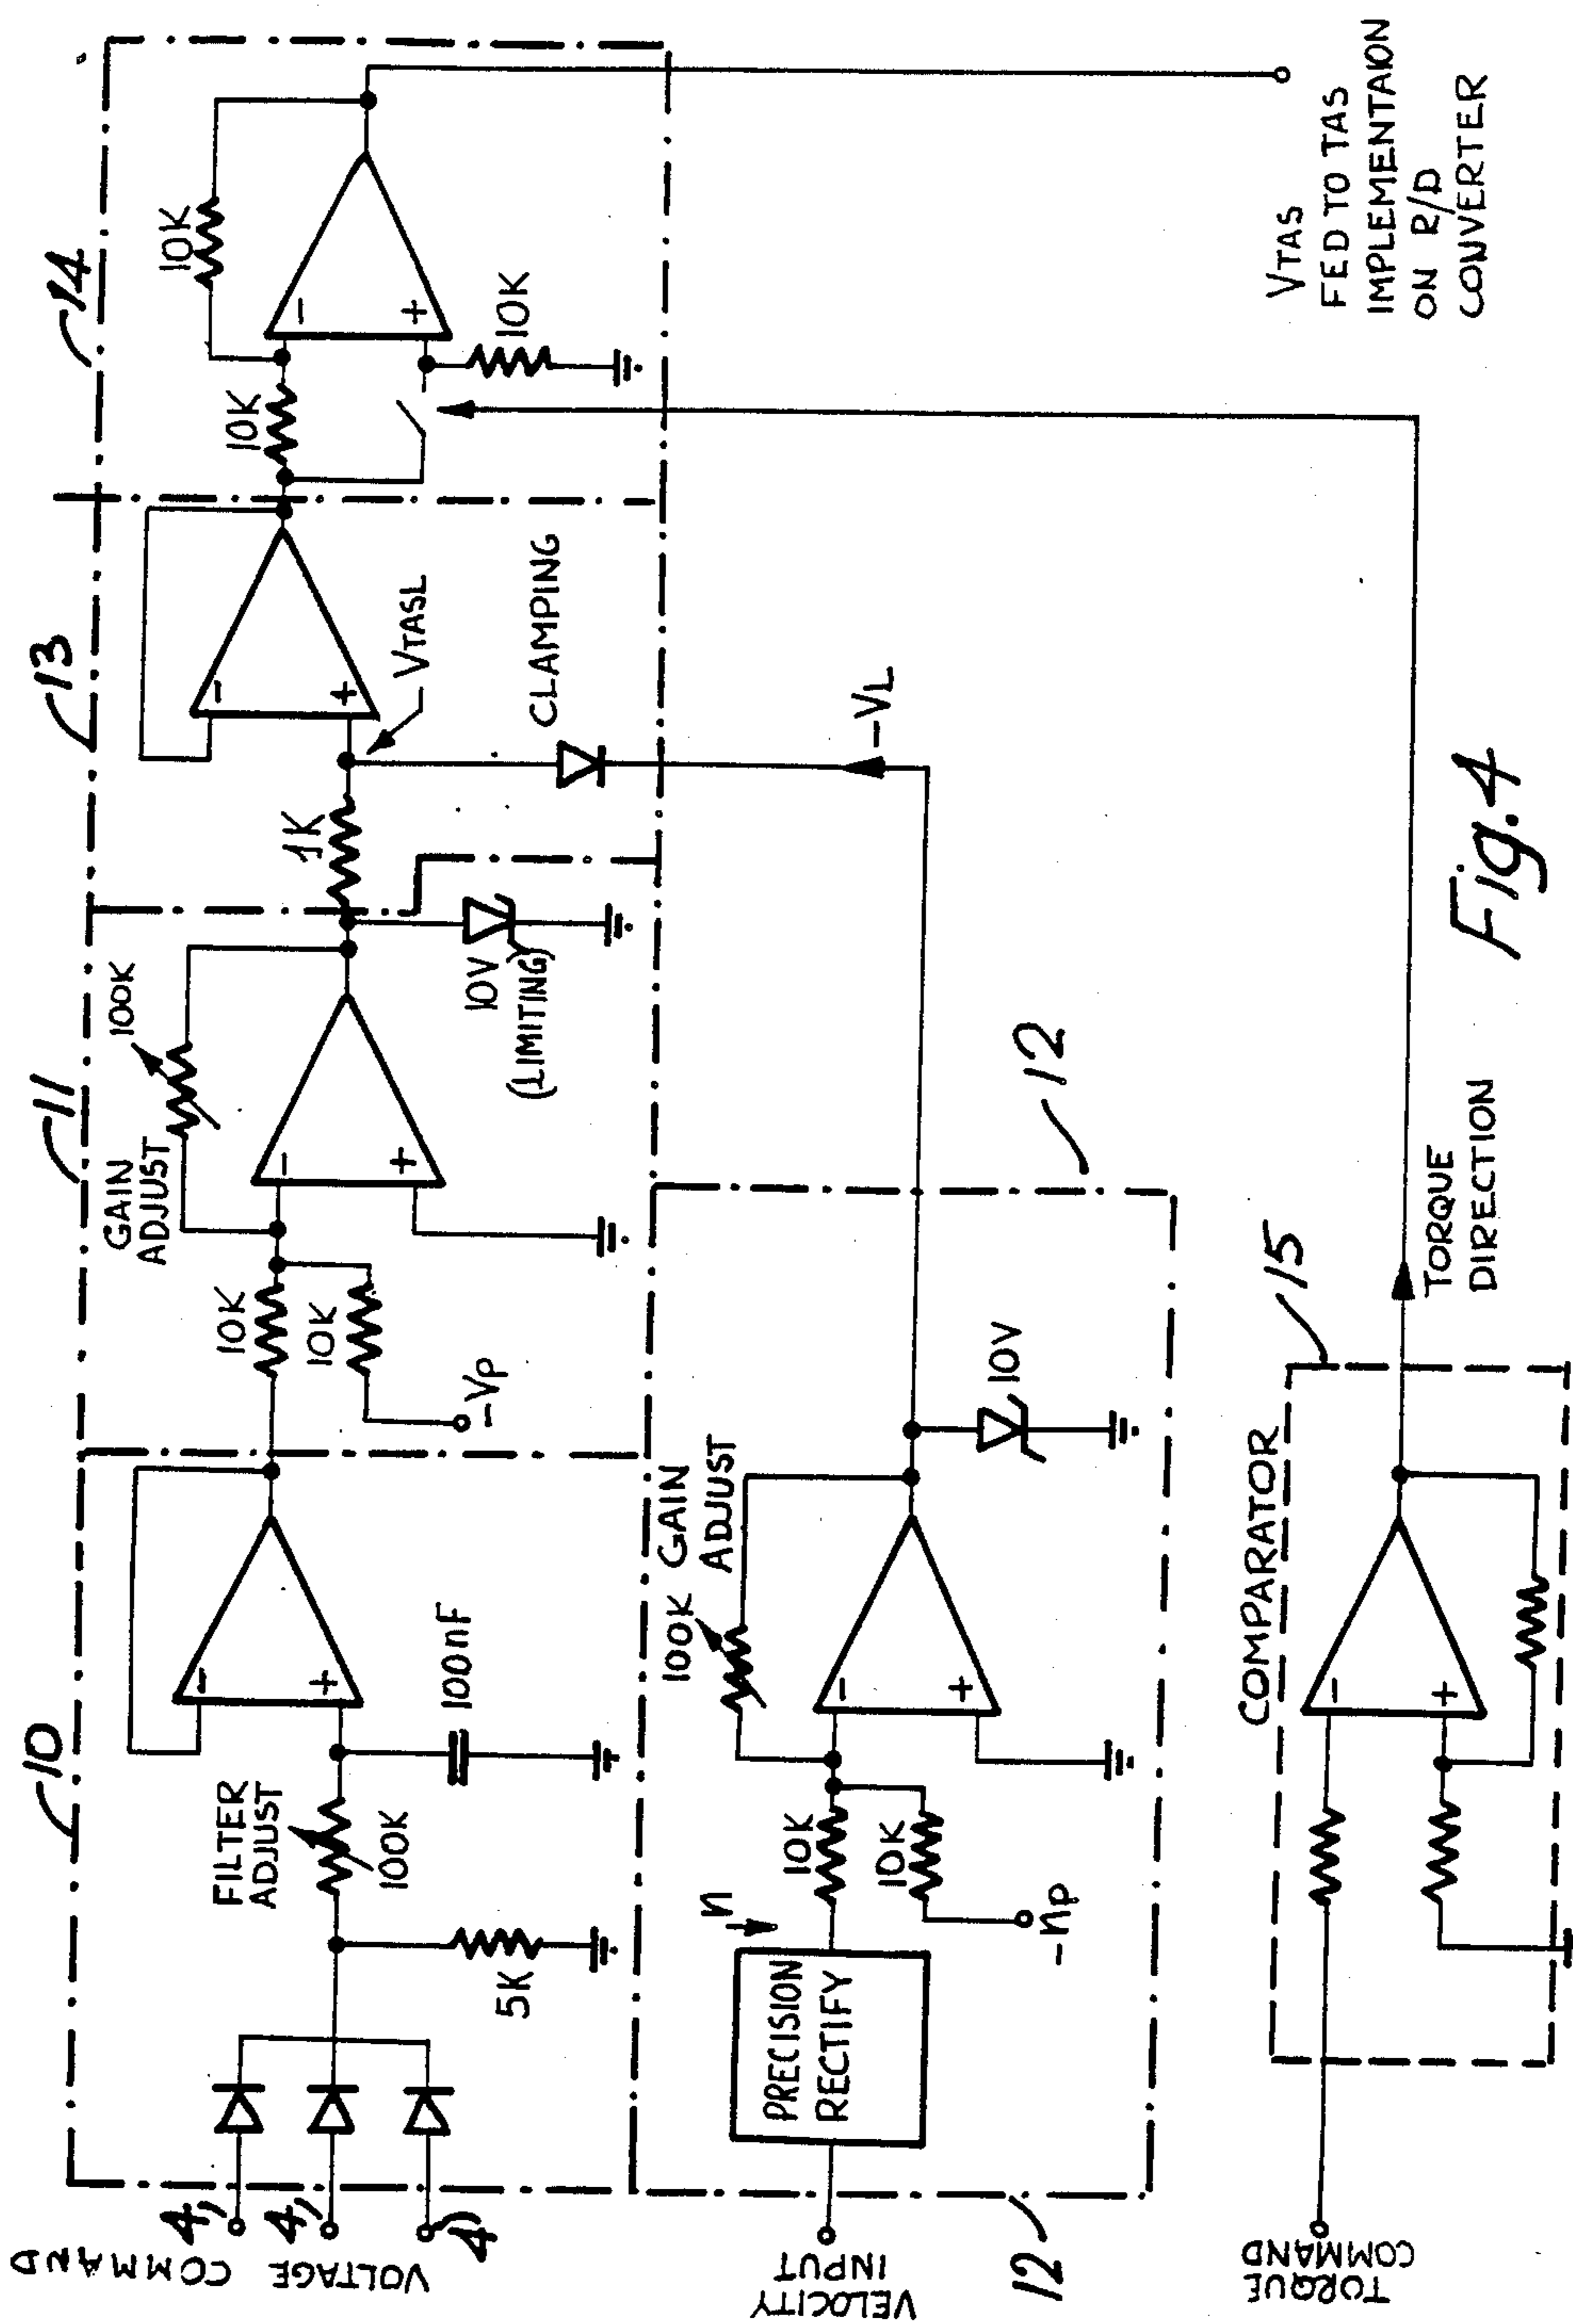 10
11
13
14
VOLTAGE COMMAND
4
4
4
FILTER
ADJUST
100K
5K
100nF
-
+
10K
10K
-Vp
GAIN
ADJUST
100K
-
+
10V
(LIMITING)
1K
VTASL
-
+
CLAMPING
-VL
10K
10K
-
+
10K
VTAS
FED TO TAS
IMPLEMENTAION
ON R/D
CONVERTER
12
VELOCITY
INPUT
PRECISION
RECTIFY
n
10K
10K
-np
100K GAIN
ADJUST
-
+
10V
12
TORQUE
COMMAND
COMPARATOR
15
-
+
TORQUE
DIRECTION
Fig.4